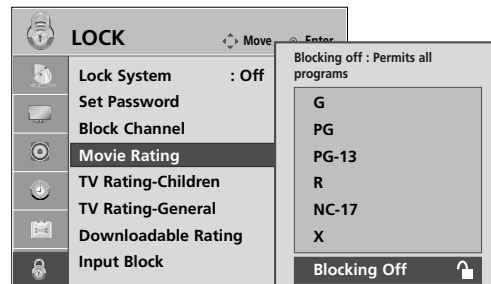 LOCK
Move
Enter
Lock System : Off
Set Password
Block Channel
Movie Rating
TV Rating-Children
TV Rating-General
Downloadable Rating
Input Block
Blocking off : Permits all
programs
G
PG
PG-13
R
NC-17
X
Blocking Off